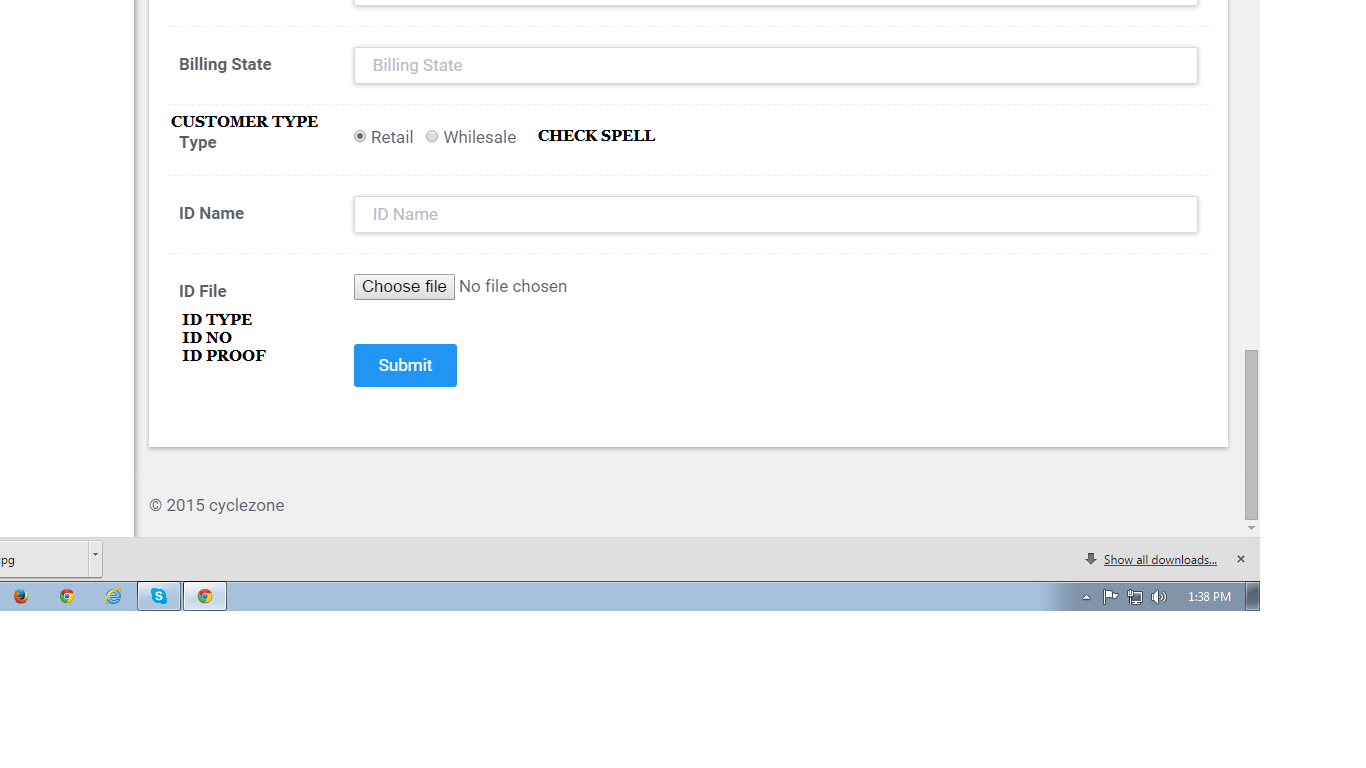 Billing State Billing State
CUSTOMER TYPE
Type Retail Whilesale CHECK SPELL
ID Name ID Name
ID File Choose file No file chosen
ID TYPE
ID NO
ID PROOF
Submit
© 2015 cyclezone
pg Show all downloads...
1:38 PM